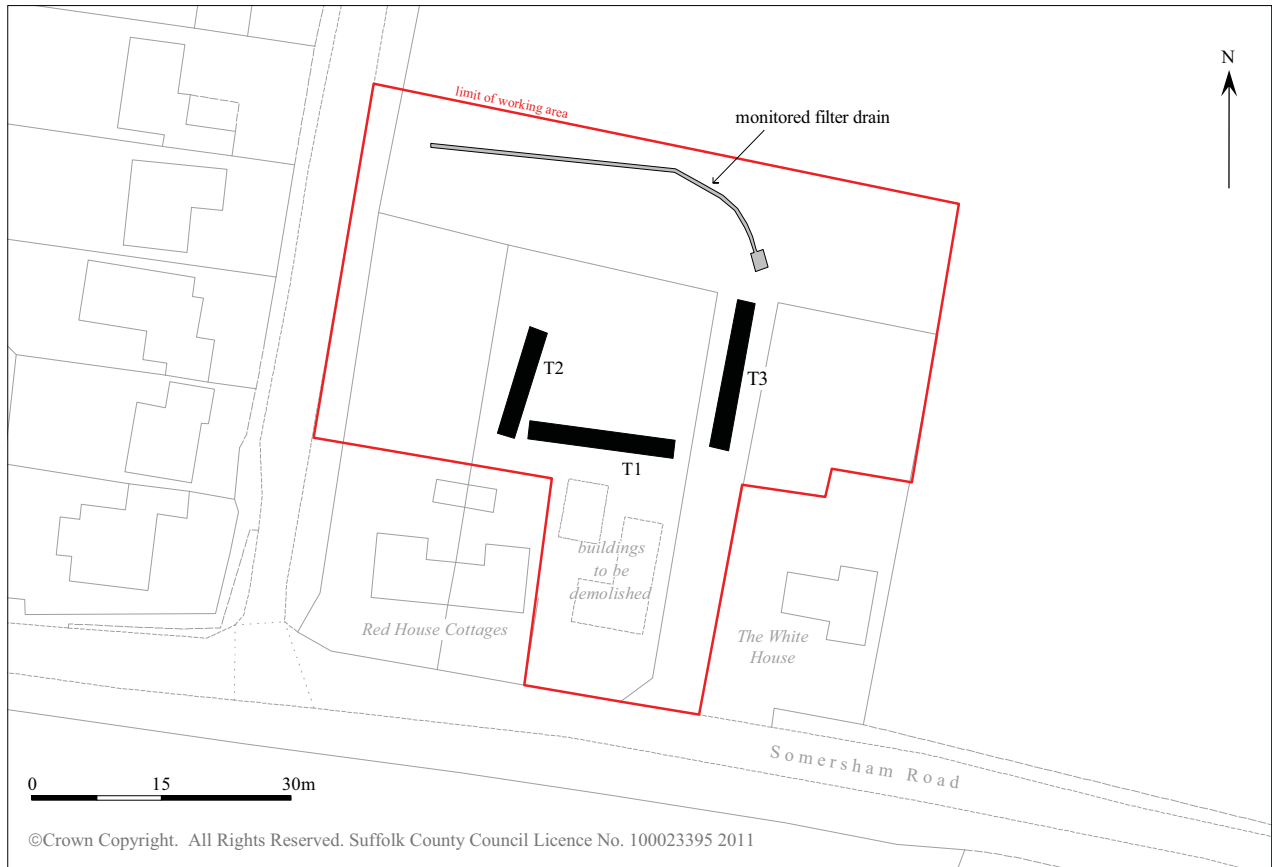 limit of working area
N
monitored filter drain
T2
T3
T1
buildings
to be
demolished
Red House Cottages
The White
House
Somersham Road
0 15 30m
©Crown Copyright. All Rights Reserved. Suffolk County Council Licence No. 100023395 2011